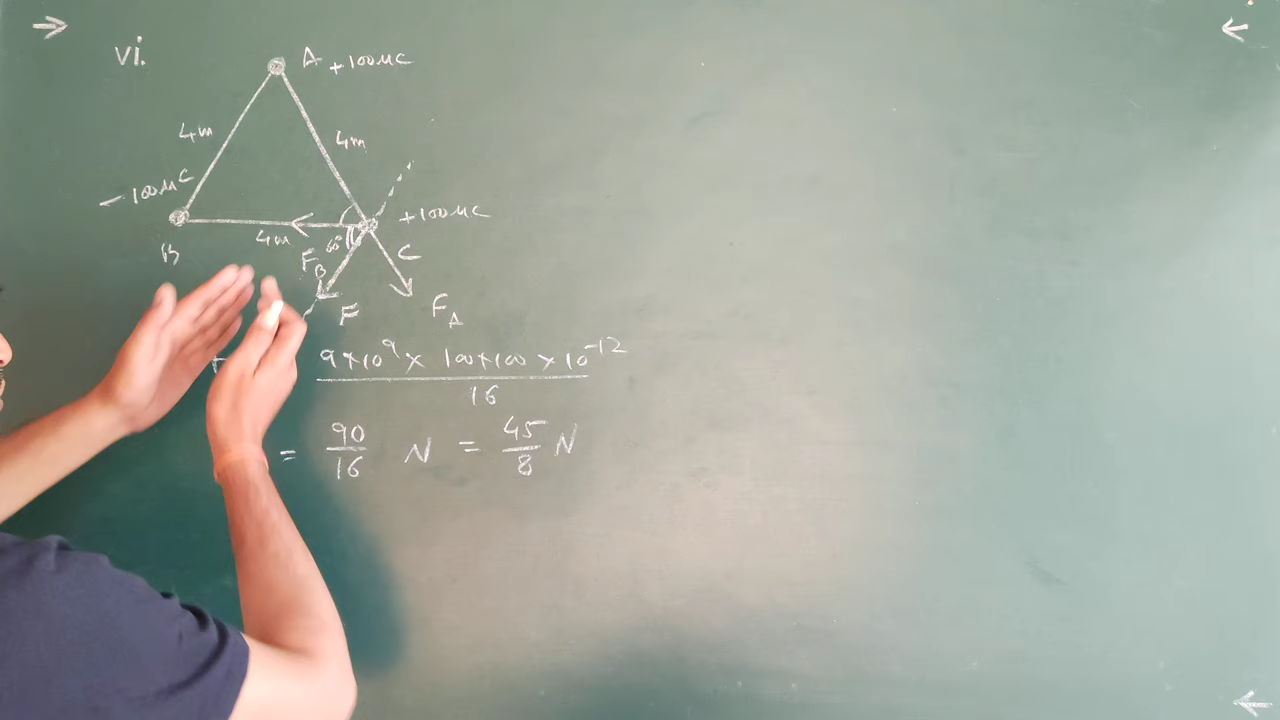 vi.
A +100μC
4m
4m
-100μC
+100μC
B
4m
60°
C
F_B
F
F_A
9×10⁹ × 100×100 × 10⁻¹²
16
= 90/16 N = 45/8 N